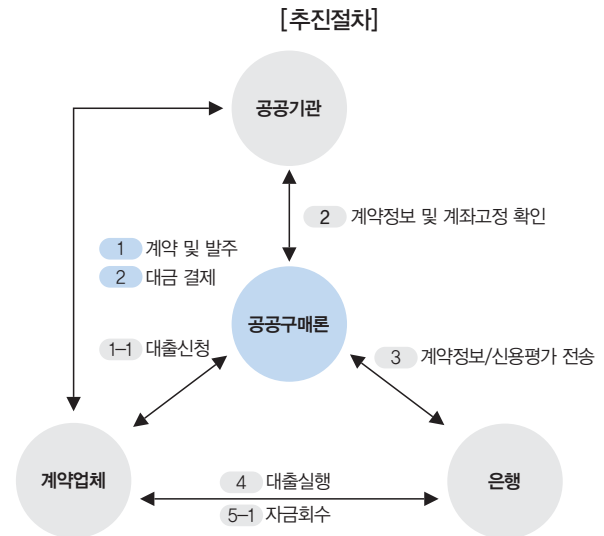 [추진절차]
공공기관
2 계약정보 및 계좌고정 확인
1 계약 및 발주
2 대금 결제
공공구매론
1-1 대출신청
3 계약정보/신용평가 전송
계약업체
4 대출실행
5-1 자금회수
은행